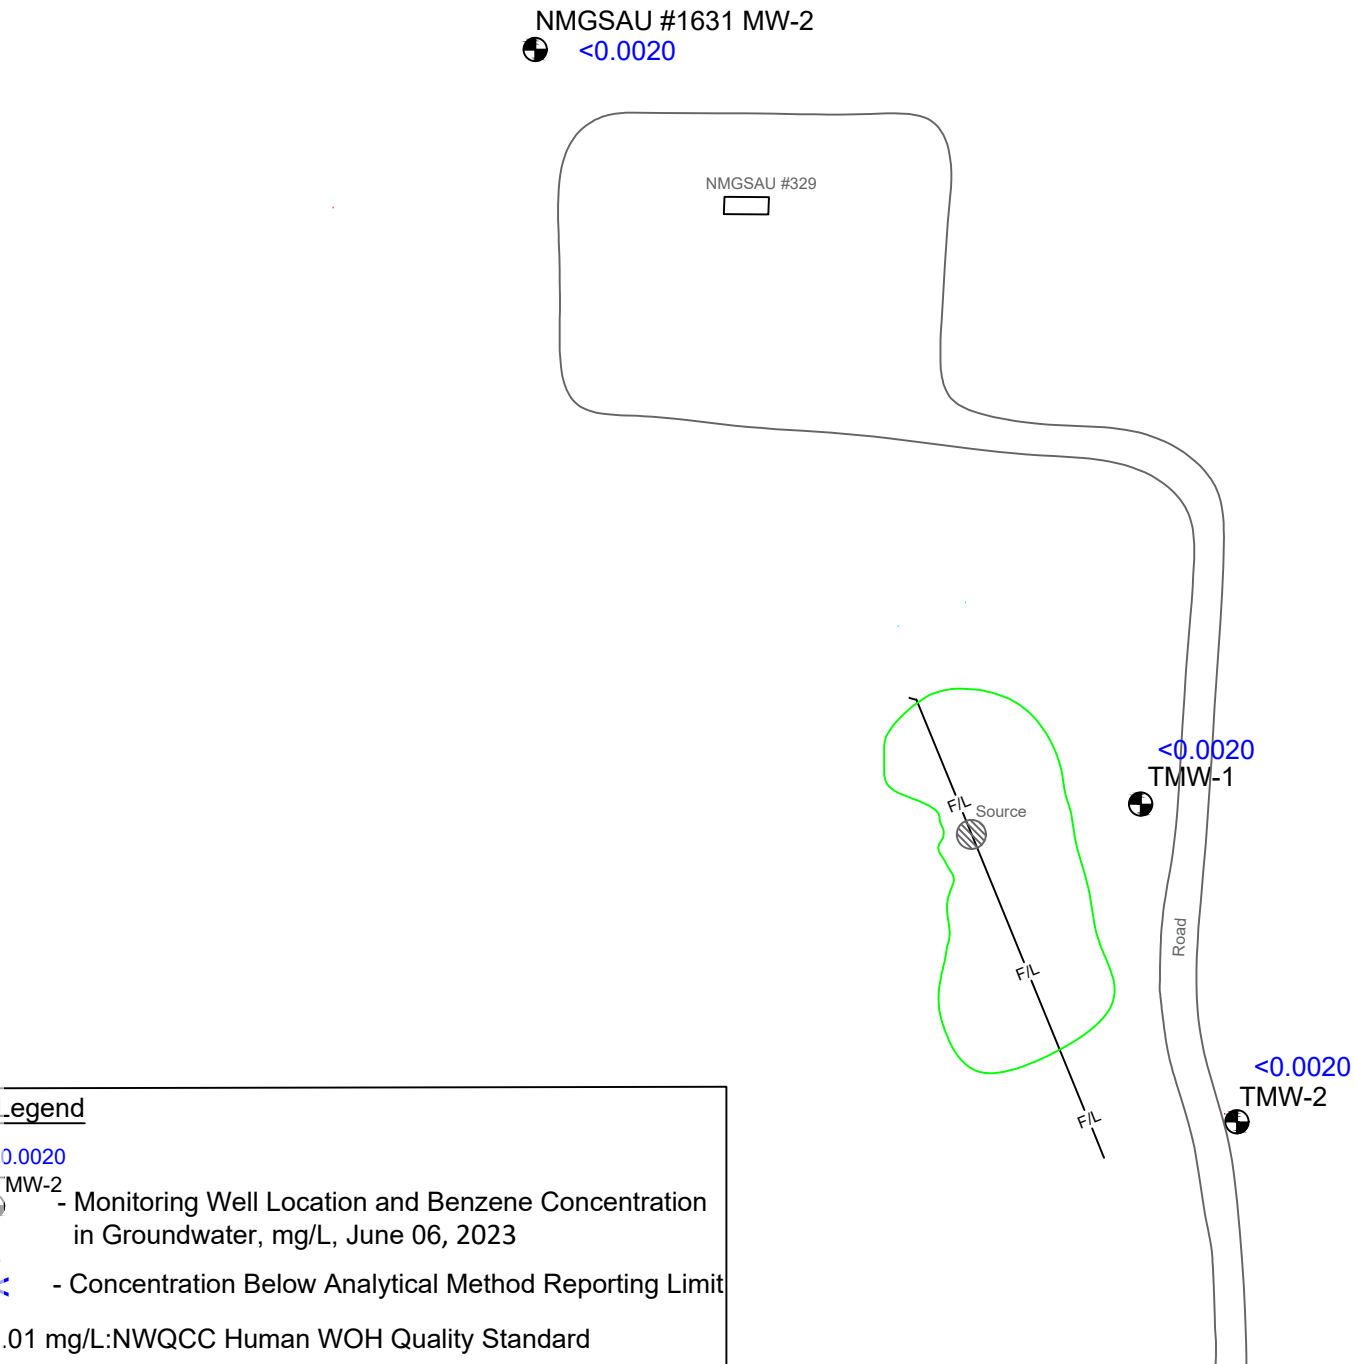 NMGSAU #1631 MW-2
<0.0020
NMGSAU #329
<0.0020
TMW-1
F/L
Source
Road
F/L
<0.0020
TMW-2
F/L
Legend
0.0020
TMW-2
- Monitoring Well Location and Benzene Concentration
in Groundwater, mg/L, June 06, 2023
< - Concentration Below Analytical Method Reporting Limit
.01 mg/L:NWQCC Human WOH Quality Standard